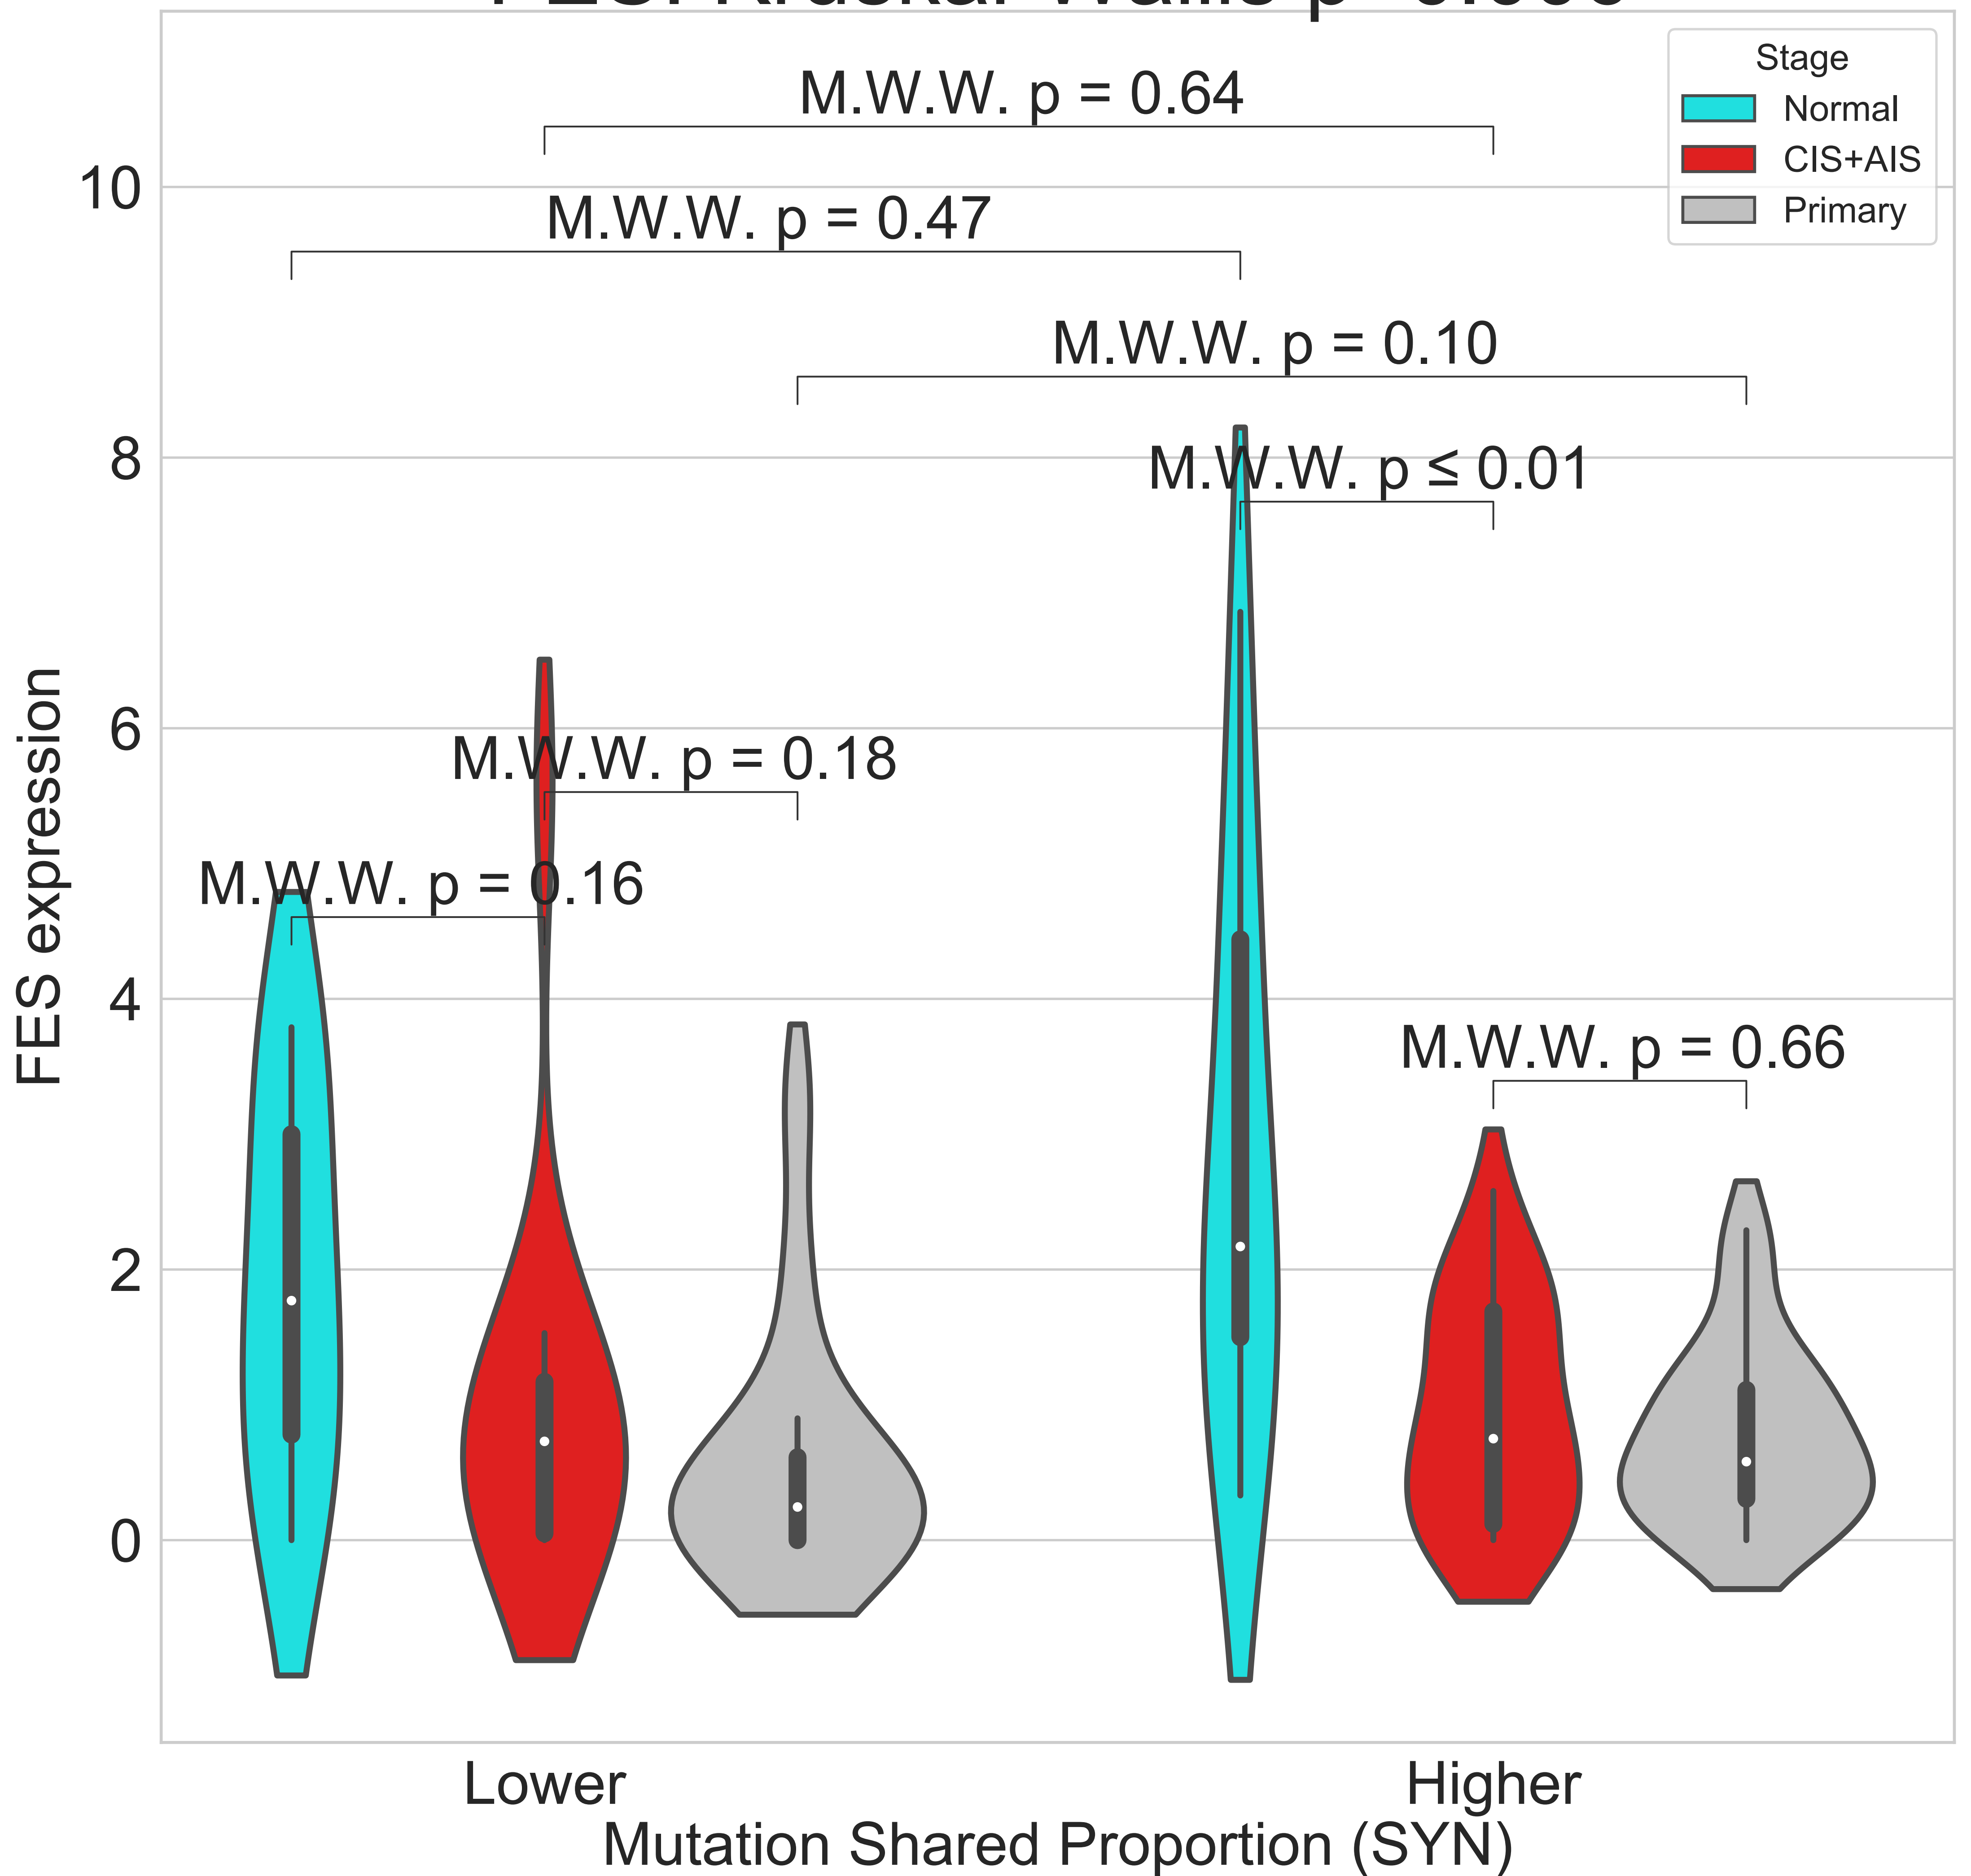 Stage
Normal
CIS+AIS
Primary
M.W.W. p = 0.64
M.W.W. p = 0.47
M.W.W. p = 0.10
M.W.W. p ≤ 0.01
M.W.W. p = 0.18
M.W.W. p = 0.16
M.W.W. p = 0.66
10
8
6
4
2
0
FES expression
Lower
Higher
Mutation Shared Proportion (SYN)